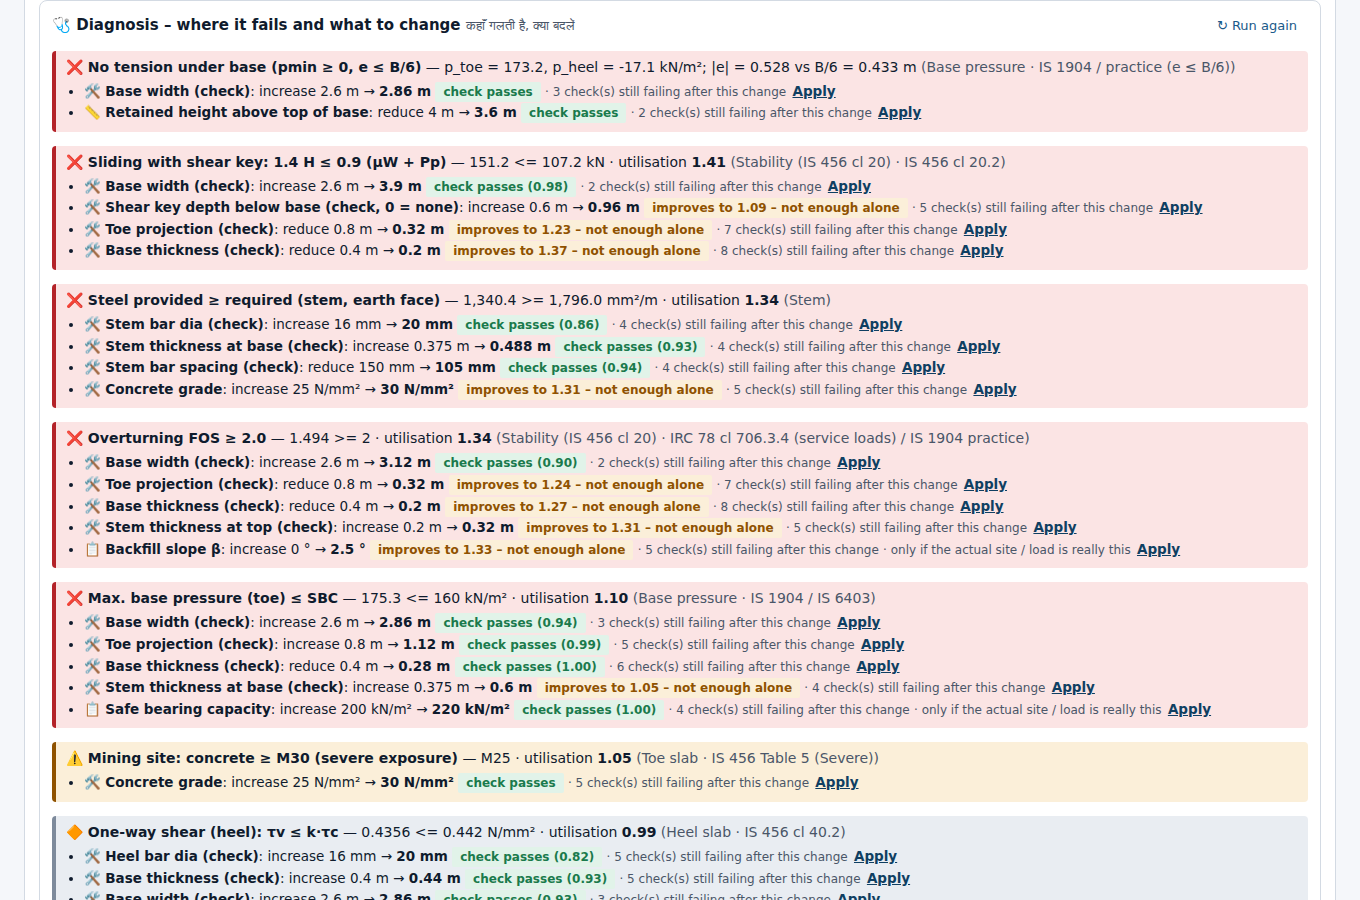 🩺 Diagnosis – where it fails and what to change कहाँ गलती है, क्या बदलें
↻ Run again
❌ No tension under base (pmin ≥ 0, e ≤ B/6) — p_toe = 173.2, p_heel = -17.1 kN/m²; |e| = 0.528 vs B/6 = 0.433 m (Base pressure · IS 1904 / practice (e ≤ B/6))
• 🛠️ Base width (check): increase 2.6 m → 2.86 m check passes · 3 check(s) still failing after this change Apply
• 📏 Retained height above top of base: reduce 4 m → 3.6 m check passes · 2 check(s) still failing after this change Apply
❌ Sliding with shear key: 1.4 H ≤ 0.9 (μW + Pp) — 151.2 <= 107.2 kN · utilisation 1.41 (Stability (IS 456 cl 20) · IS 456 cl 20.2)
• 🛠️ Base width (check): increase 2.6 m → 3.9 m check passes (0.98) · 2 check(s) still failing after this change Apply
• 🛠️ Shear key depth below base (check, 0 = none): increase 0.6 m → 0.96 m improves to 1.09 – not enough alone · 5 check(s) still failing after this change Apply
• 🛠️ Toe projection (check): reduce 0.8 m → 0.32 m improves to 1.23 – not enough alone · 7 check(s) still failing after this change Apply
• 🛠️ Base thickness (check): reduce 0.4 m → 0.2 m improves to 1.37 – not enough alone · 8 check(s) still failing after this change Apply
❌ Steel provided ≥ required (stem, earth face) — 1,340.4 >= 1,796.0 mm²/m · utilisation 1.34 (Stem)
• 🛠️ Stem bar dia (check): increase 16 mm → 20 mm check passes (0.86) · 4 check(s) still failing after this change Apply
• 🛠️ Stem thickness at base (check): increase 0.375 m → 0.488 m check passes (0.93) · 4 check(s) still failing after this change Apply
• 🛠️ Stem bar spacing (check): reduce 150 mm → 105 mm check passes (0.94) · 4 check(s) still failing after this change Apply
• 🛠️ Concrete grade: increase 25 N/mm² → 30 N/mm² improves to 1.31 – not enough alone · 5 check(s) still failing after this change Apply
❌ Overturning FOS ≥ 2.0 — 1.494 >= 2 · utilisation 1.34 (Stability (IS 456 cl 20) · IRC 78 cl 706.3.4 (service loads) / IS 1904 practice)
• 🛠️ Base width (check): increase 2.6 m → 3.12 m check passes (0.90) · 2 check(s) still failing after this change Apply
• 🛠️ Toe projection (check): reduce 0.8 m → 0.32 m improves to 1.24 – not enough alone · 7 check(s) still failing after this change Apply
• 🛠️ Base thickness (check): reduce 0.4 m → 0.2 m improves to 1.27 – not enough alone · 8 check(s) still failing after this change Apply
• 🛠️ Stem thickness at top (check): increase 0.2 m → 0.32 m improves to 1.31 – not enough alone · 5 check(s) still failing after this change Apply
• 📋 Backfill slope β: increase 0 ° → 2.5 ° improves to 1.33 – not enough alone · 5 check(s) still failing after this change · only if the actual site / load is really this Apply
❌ Max. base pressure (toe) ≤ SBC — 175.3 <= 160 kN/m² · utilisation 1.10 (Base pressure · IS 1904 / IS 6403)
• 🛠️ Base width (check): increase 2.6 m → 2.86 m check passes (0.94) · 3 check(s) still failing after this change Apply
• 🛠️ Toe projection (check): increase 0.8 m → 1.12 m check passes (0.99) · 5 check(s) still failing after this change Apply
• 🛠️ Base thickness (check): reduce 0.4 m → 0.28 m check passes (1.00) · 6 check(s) still failing after this change Apply
• 🛠️ Stem thickness at base (check): increase 0.375 m → 0.6 m improves to 1.05 – not enough alone · 4 check(s) still failing after this change Apply
• 📋 Safe bearing capacity: increase 200 kN/m² → 220 kN/m² check passes (1.00) · 4 check(s) still failing after this change · only if the actual site / load is really this Apply
⚠️ Mining site: concrete ≥ M30 (severe exposure) — M25 · utilisation 1.05 (Toe slab · IS 456 Table 5 (Severe))
• 🛠️ Concrete grade: increase 25 N/mm² → 30 N/mm² check passes · 5 check(s) still failing after this change Apply
🔶 One-way shear (heel): τv ≤ k·τc — 0.4356 <= 0.442 N/mm² · utilisation 0.99 (Heel slab · IS 456 cl 40.2)
• 🛠️ Heel bar dia (check): increase 16 mm → 20 mm check passes (0.82) · 5 check(s) still failing after this change Apply
• 🛠️ Base thickness (check): increase 0.4 m → 0.44 m check passes (0.93) · 5 check(s) still failing after this change Apply
• 🛠️ Base width (check): increase 2.6 m → 2.86 m check passes (0.93) · 3 check(s) still failing after this change Apply